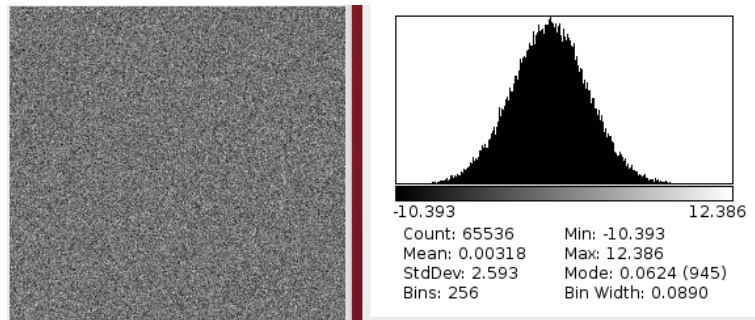 -10.393 12.386
Count: 65536 Min: -10.393
Mean: 0.00318 Max: 12.386
StdDev: 2.593 Mode: 0.0624 (945)
Bins: 256 Bin Width: 0.0890